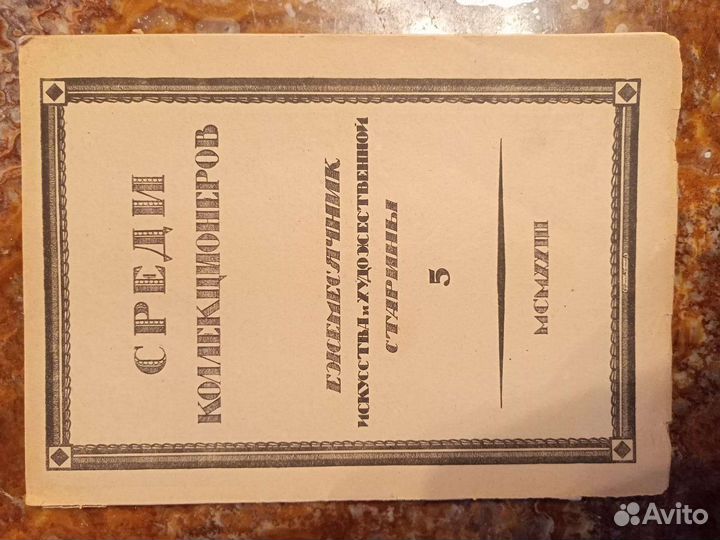 СРЕДИ
КОЛЛЕКЦИОНЕРОВ
ЕЖЕМЕСЯЧНИК
ИСКУССТВА и ХУДОЖЕСТВЕННОЙ
СТАРИНЫ
5
MCMXXIII
Avito